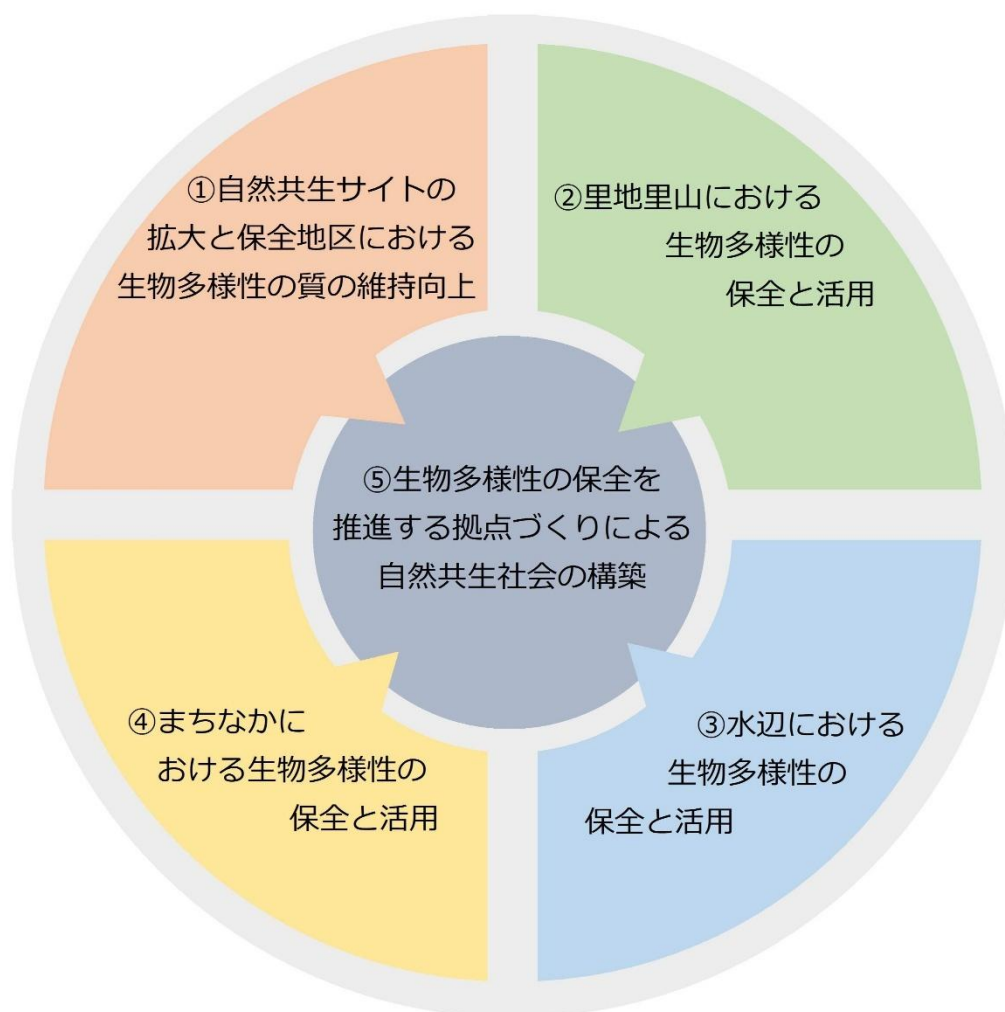 ①自然共生サイトの
拡大と保全地区における
生物多様性の質の維持向上
②里地里山における
生物多様性の
保全と活用
⑤生物多様性の保全を
推進する拠点づくりによる
自然共生社会の構築
④まちなかに
おける生物多様性の
保全と活用
③水辺における
生物多様性の
保全と活用